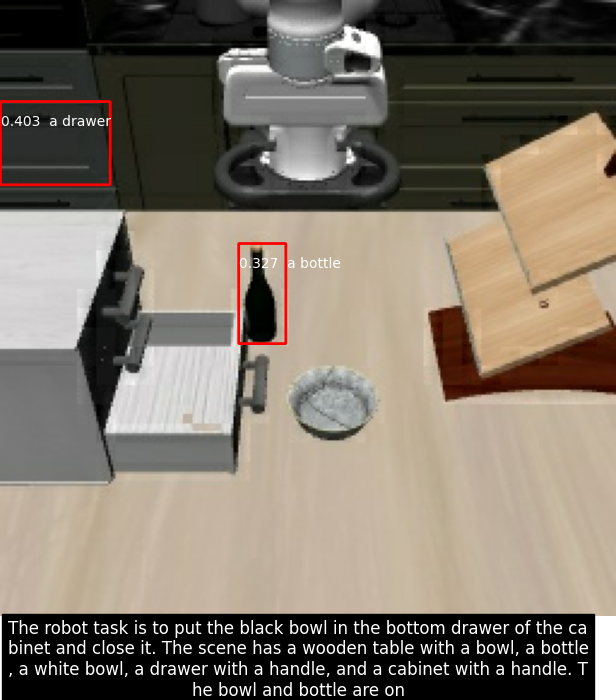 0.403 a drawer
0.327 a bottle
The robot task is to put the black bowl in the bottom drawer of the ca
binet and close it. The scene has a wooden table with a bowl, a bottle
, a white bowl, a drawer with a handle, and a cabinet with a handle. T
he bowl and bottle are on